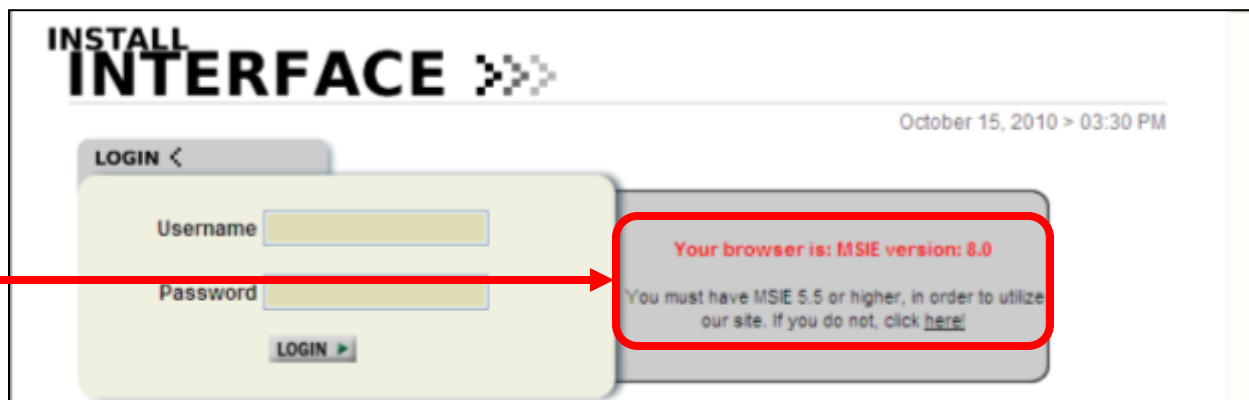 INSTALL
INTERFACE >>>
October 15, 2010 > 03:30 PM
LOGIN <
Username
Your browser is: MSIE version: 8.0
Password
You must have MSIE 5.5 or higher, in order to utilize
our site. If you do not, click here!
LOGIN